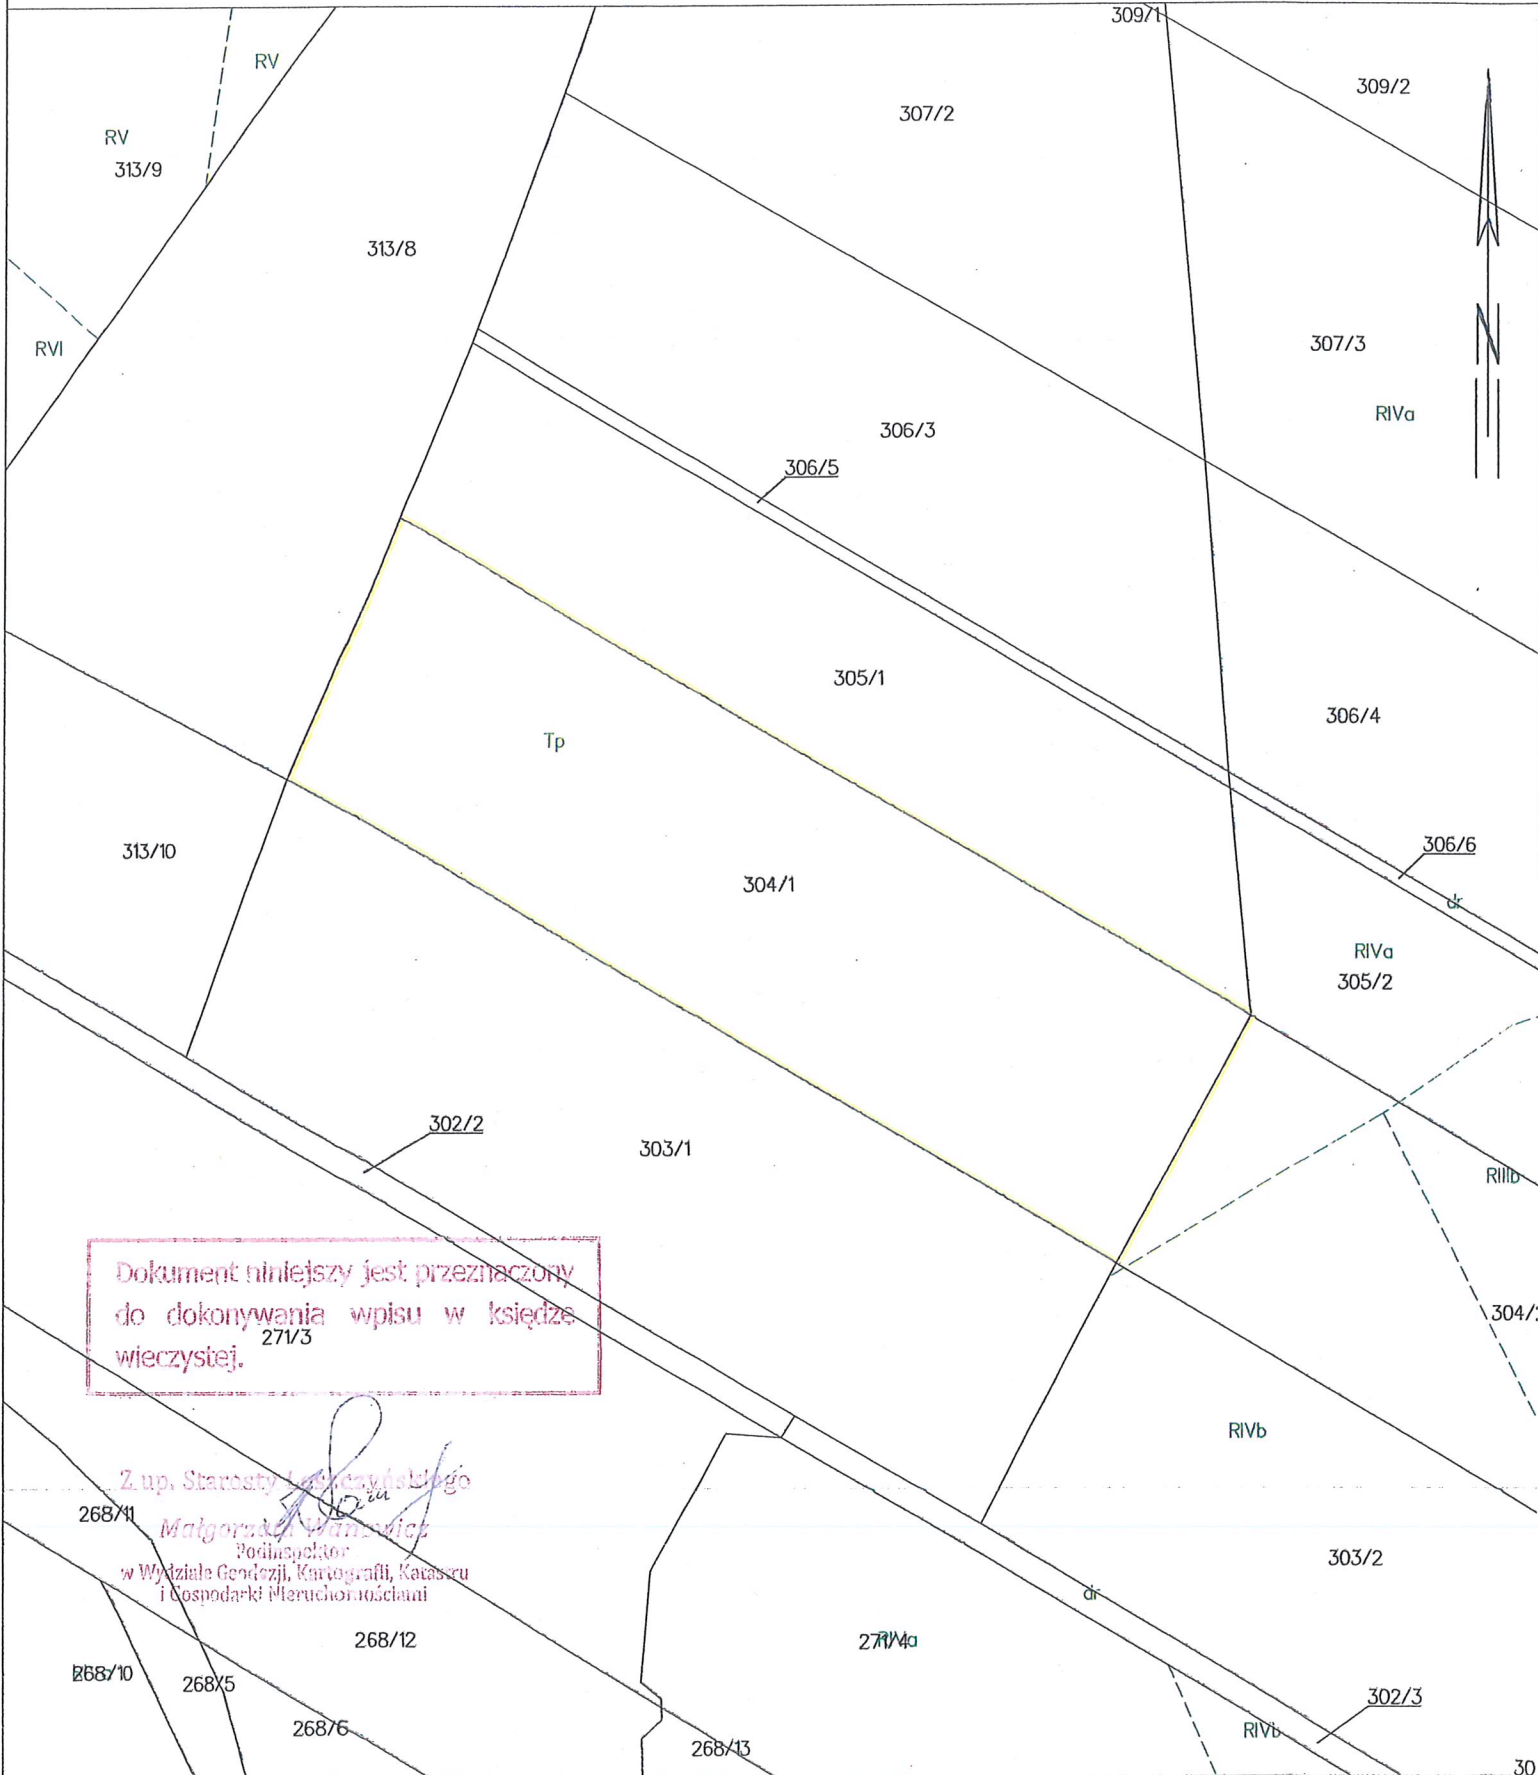 309/1
RV
309/2
307/2
RV
313/9
313/8
307/3
RVI
RIVa
306/3
306/5
305/1
306/4
Tp
306/6
313/10
304/1
dr
RIVa
305/2
302/2
303/1
RIIIb
Dokument niniejszy jest przeznaczony
do dokonywania wpisu w księdze
wieczystej.
271/3
304/
RIVb
Z up. Starosty
268/11
Małgorzata
Podinspektor
w Wydziale Geodezji, Kartografii, Katastru
i Gospodarki Nieruchomościami
303/2
dr
268/12
271/4
RIVa
268/10
268/5
302/3
268/6
RIVb
268/13
30